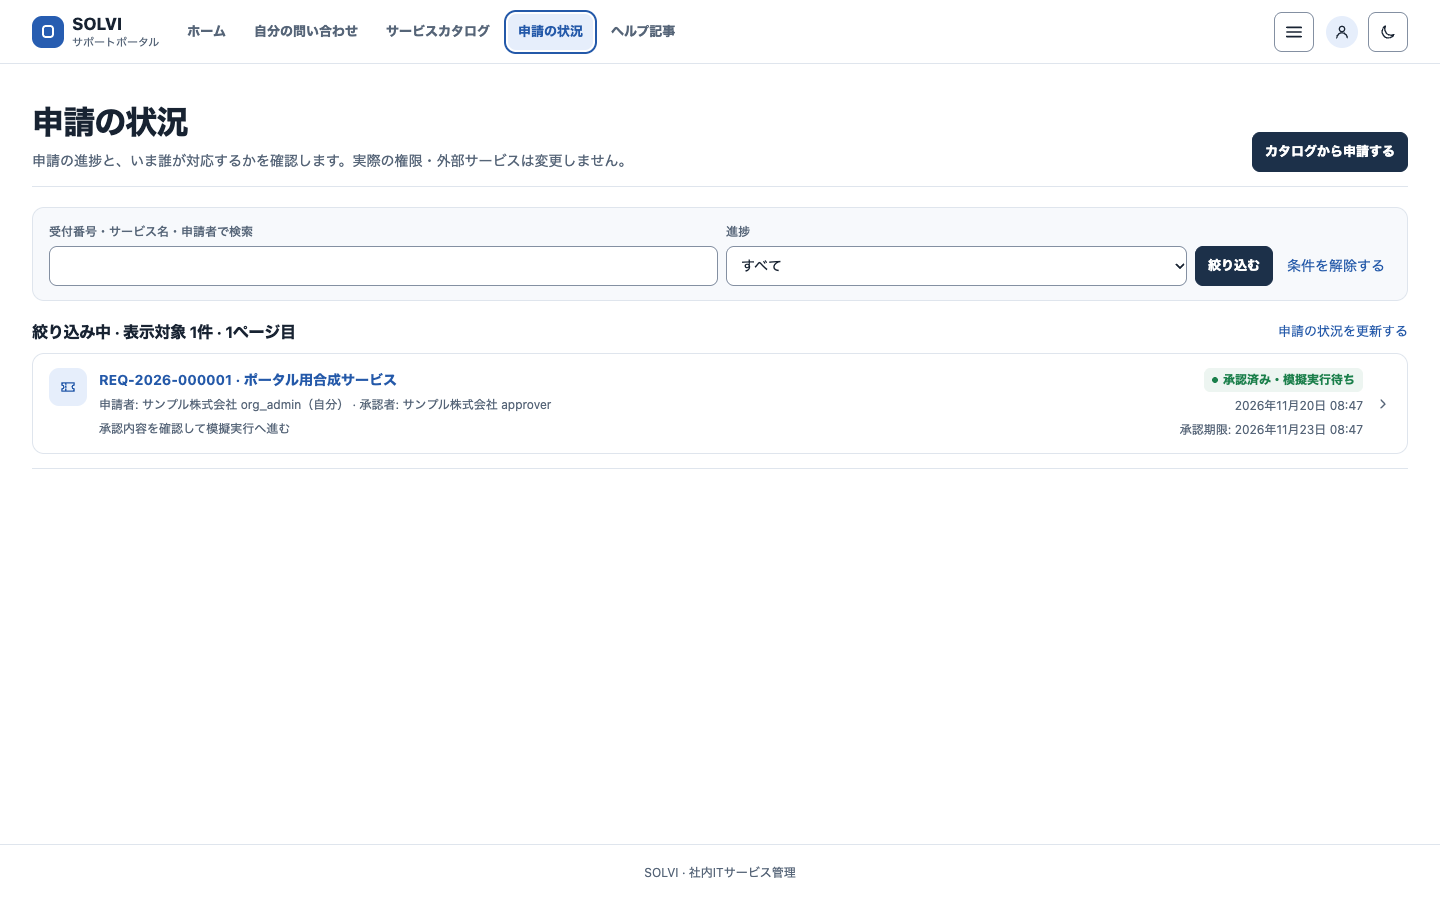 SOLVI
サポートポータル
ホーム
自分の問い合わせ
サービスカタログ
申請の状況
ヘルプ記事
申請の状況
申請の進捗と、いま誰が対応するかを確認します。実際の権限・外部サービスは変更しません。
カタログから申請する
受付番号・サービス名・申請者で検索
進捗
すべて
絞り込む
条件を解除する
絞り込み中 · 表示対象 1件 · 1ページ目
申請の状況を更新する
REQ-2026-000001 · ポータル用合成サービス
申請者: サンプル株式会社 org_admin（自分） · 承認者: サンプル株式会社 approver
承認内容を確認して模擬実行へ進む
承認済み・模擬実行待ち
2026年11月20日 08:47
承認期限: 2026年11月23日 08:47
SOLVI · 社内ITサービス管理